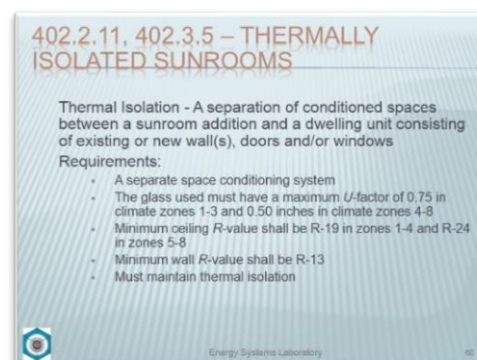 402.2.11, 402.3.5 – THERMALLY
ISOLATED SUNROOMS
Thermal Isolation - A separation of conditioned spaces
between a sunroom addition and a dwelling unit consisting
of existing or new wall(s), doors and/or windows
Requirements:
A separate space conditioning system
The glass used must have a maximum U-factor of 0.75 in
climate zones 1-3 and 0.50 inches in climate zones 4-8
Minimum ceiling R-value shall be R-19 in zones 1-4 and R-24
in zones 5-8
Minimum wall R-value shall be R-13
Must maintain thermal isolation
Energy Systems Laboratory
60